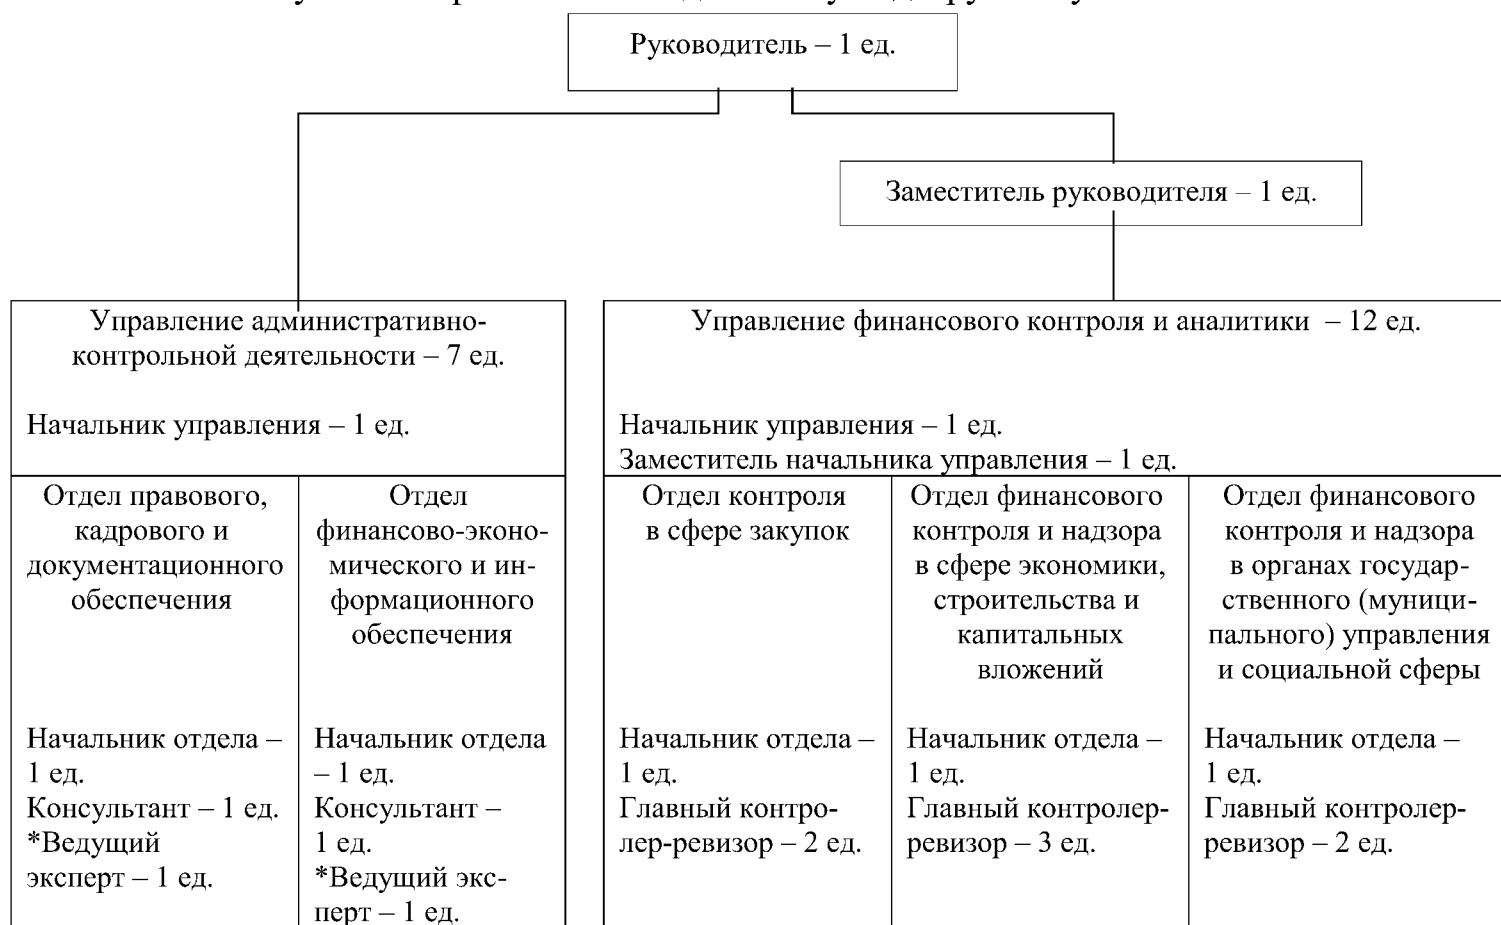 Руководитель – 1 ед.
Заместитель руководителя – 1 ед.
Управление административно-
контрольной деятельности – 7 ед.
Начальник управления – 1 ед.
Управление финансового контроля и аналитики – 12 ед.
Начальник управления – 1 ед.
Заместитель начальника управления – 1 ед.
Отдел правового,
кадрового и
документационного
обеспечения
Начальник отдела –
1 ед.
Консультант – 1 ед.
*Ведущий
эксперт – 1 ед.
Отдел
финансово-эконо-
мического и ин-
формационного
обеспечения
Начальник отдела
– 1 ед.
Консультант –
1 ед.
*Ведущий экс-
перт – 1 ед.
Отдел контроля
в сфере закупок
Начальник отдела –
1 ед.
Главный контро-
лер-ревизор – 2 ед.
Отдел финансового
контроля и надзора
в сфере экономики,
строительства и
капитальных
вложений
Начальник отдела –
1 ед.
Главный контролер-
ревизор – 3 ед.
Отдел финансового
контроля и надзора
в органах государ-
ственного (муници-
пального) управления
и социальной сферы
Начальник отдела –
1 ед.
Главный контролер-
ревизор – 2 ед.